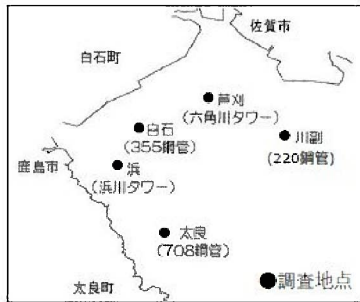 佐賀市
白石町
芦刈
(六角川タワー)
白石
(355鋼管)
川副
(220鋼管)
鹿島市
浜
(浜川タワー)
太良
(708鋼管)
太良町
●調査地点